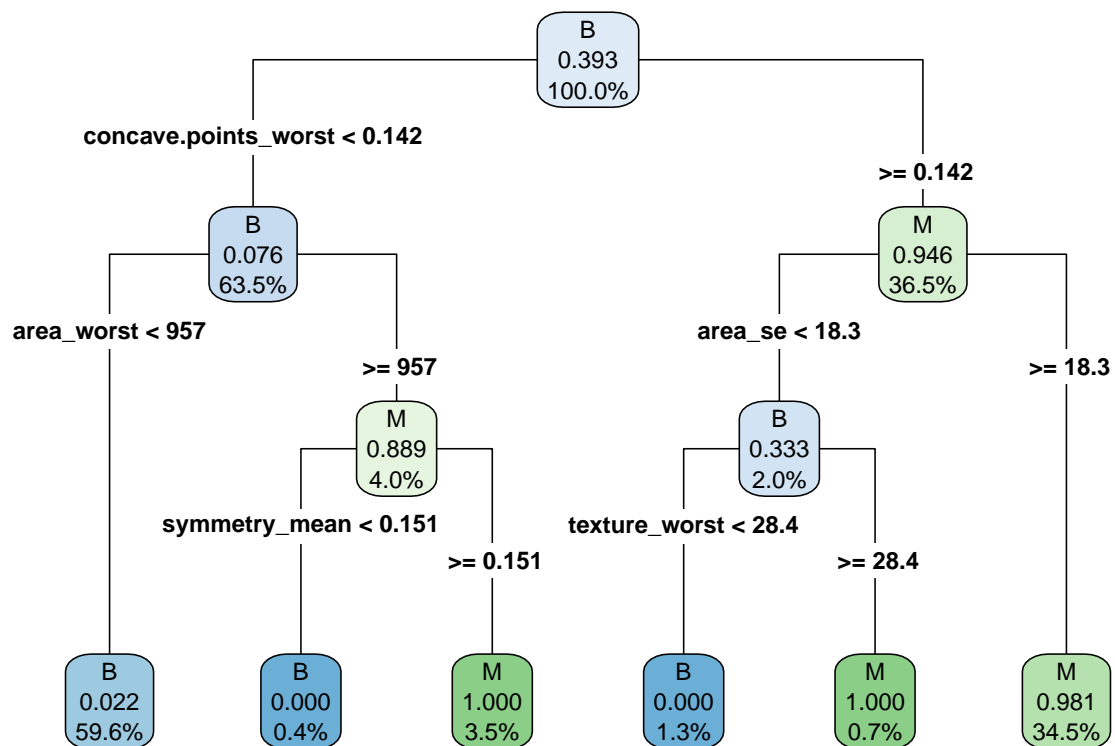 B
0.393
100.0%
concave.points_worst < 0.142
>= 0.142
B
0.076
63.5%
M
0.946
36.5%
area_worst < 957
>= 957
area_se < 18.3
>= 18.3
M
0.889
4.0%
B
0.333
2.0%
symmetry_mean < 0.151
>= 0.151
texture_worst < 28.4
>= 28.4
B
0.022
59.6%
B
0.000
0.4%
M
1.000
3.5%
B
0.000
1.3%
M
1.000
0.7%
M
0.981
34.5%